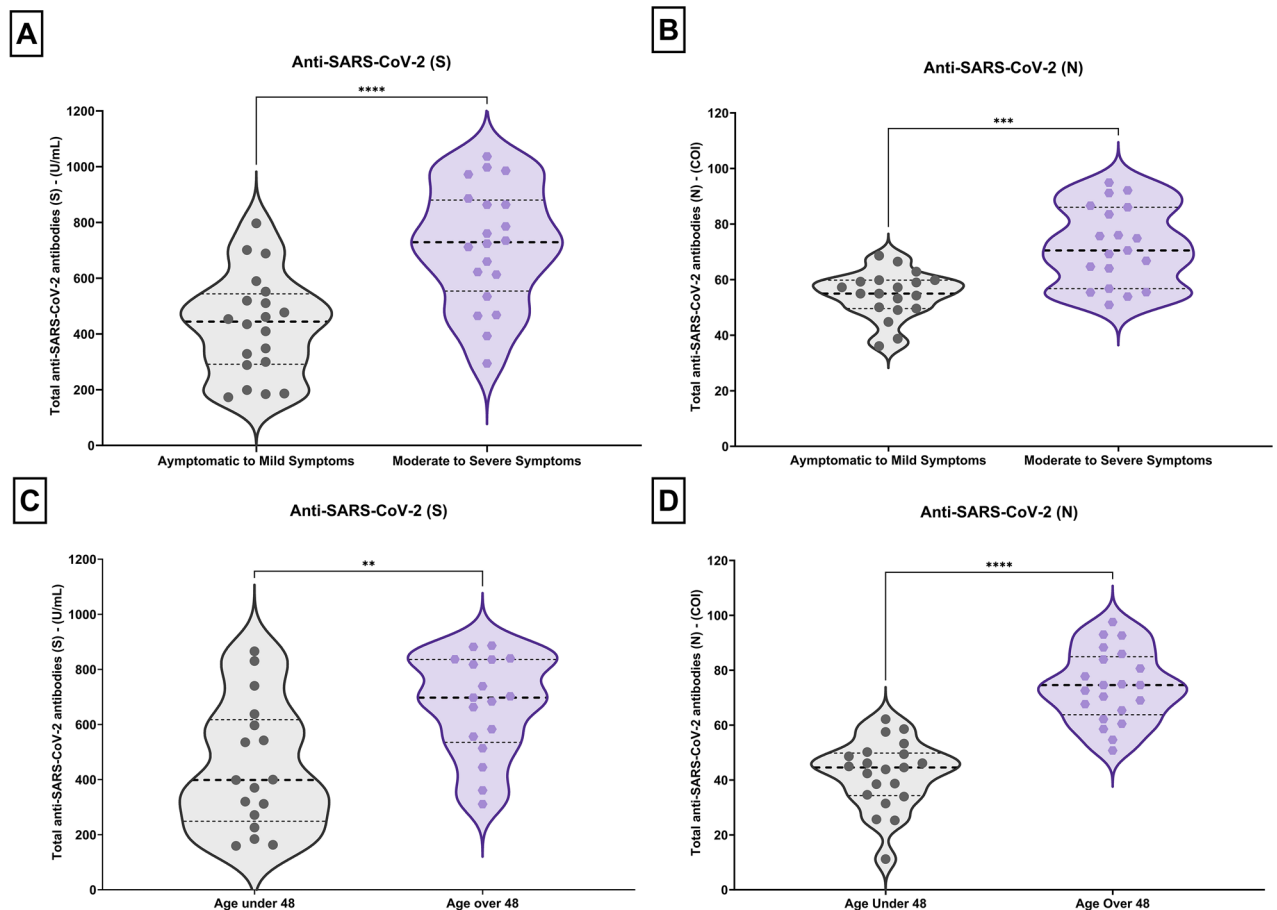 A
Anti-SARS-CoV-2 (S)
****
Total anti-SARS-CoV-2 antibodies (S) - (U/mL)
1200
1000
800
600
400
200
0
Aymptomatic to Mild Symptoms
Moderate to Severe Symptoms
B
Anti-SARS-CoV-2 (N)
***
Total anti-SARS-CoV-2 antibodies (N) - (COI)
120
100
80
60
40
20
0
Aymptomatic to Mild Symptoms
Moderate to Severe Symptoms
C
Anti-SARS-CoV-2 (S)
**
Total anti-SARS-CoV-2 antibodies (S) - (U/mL)
1200
1000
800
600
400
200
0
Age under 48
Age over 48
D
Anti-SARS-CoV-2 (N)
****
Total anti-SARS-CoV-2 antibodies (N) - (COI)
120
100
80
60
40
20
0
Age Under 48
Age Over 48